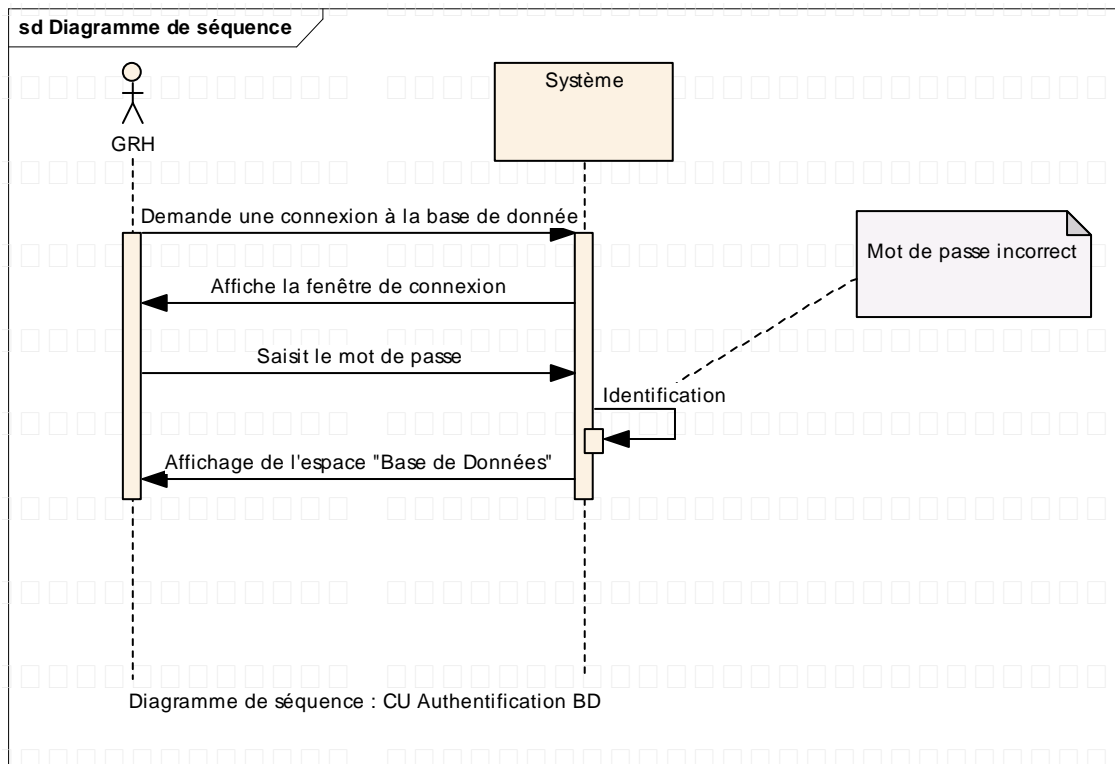 sd Diagramme de séquence
Système
GRH
Demande une connexion à la base de donnée
Mot de passe incorrect
Affiche la fenêtre de connexion
Saisit le mot de passe
Identification
Affichage de l'espace "Base de Données"
Diagramme de séquence : CU Authentification BD